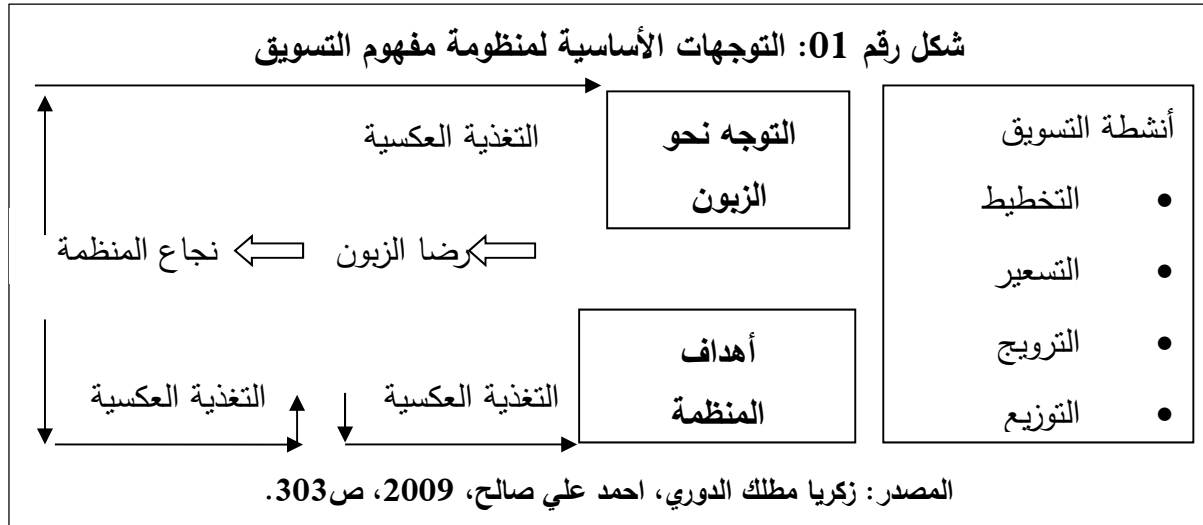 شكل رقم 01: التوجهات الأساسية لمنظومة مفهوم التسويق
أنشطة التسويق
• التخطيط
• التسعير
• الترويج
• التوزيع
التوجه نحو
الزبون
التغذية العكسية
رضا الزبون
نجاع المنظمة
أهداف
المنظمة
التغذية العكسية
التغذية العكسية
المصدر: زكريا مطلك الدوري، احمد علي صالح، 2009، ص303.